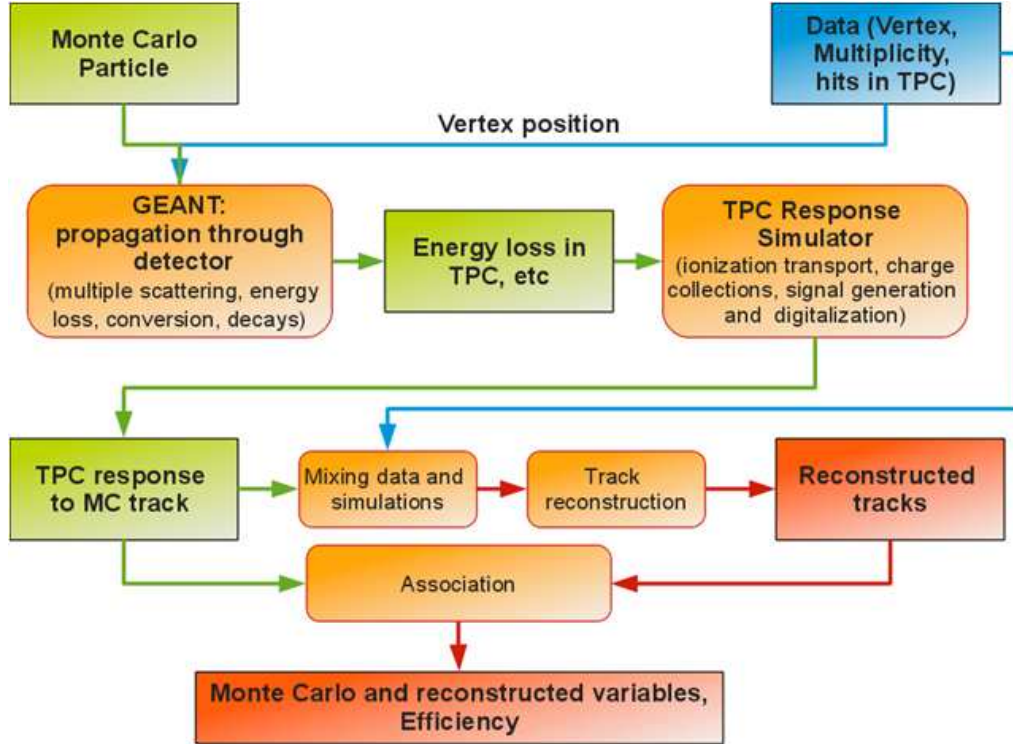 Monte Carlo
Particle
Data (Vertex,
Multiplicity,
hits in TPC)
Vertex position
GEANT:
propagation through
detector
(multiple scattering, energy
loss, conversion, decays)
Energy loss in
TPC, etc
TPC Response
Simulator
(ionization transport, charge
collections, signal generation
and digitalization)
TPC response
to MC track
Mixing data and
simulations
Track
reconstruction
Reconstructed
tracks
Association
Monte Carlo and reconstructed variables,
Efficiency